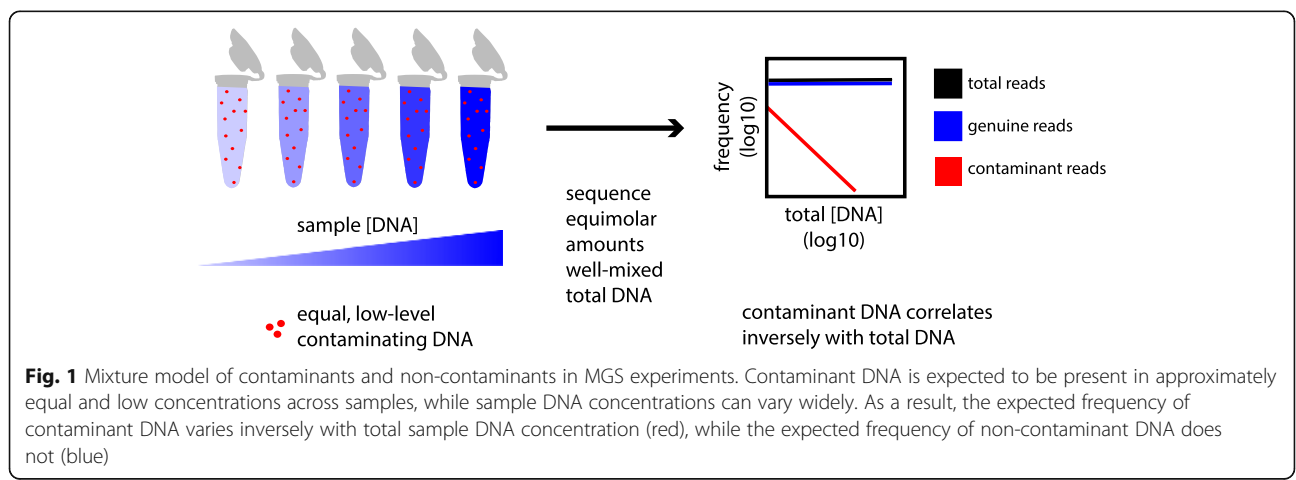 sample [DNA]
equal, low-level
contaminating DNA
sequence
equimolar
amounts
well-mixed
total DNA
frequency
(log10)
total [DNA]
(log10)
total reads
genuine reads
contaminant reads
contaminant DNA correlates
inversely with total DNA
Fig. 1 Mixture model of contaminants and non-contaminants in MGS experiments. Contaminant DNA is expected to be present in approximately
equal and low concentrations across samples, while sample DNA concentrations can vary widely. As a result, the expected frequency of
contaminant DNA varies inversely with total sample DNA concentration (red), while the expected frequency of non-contaminant DNA does
not (blue)